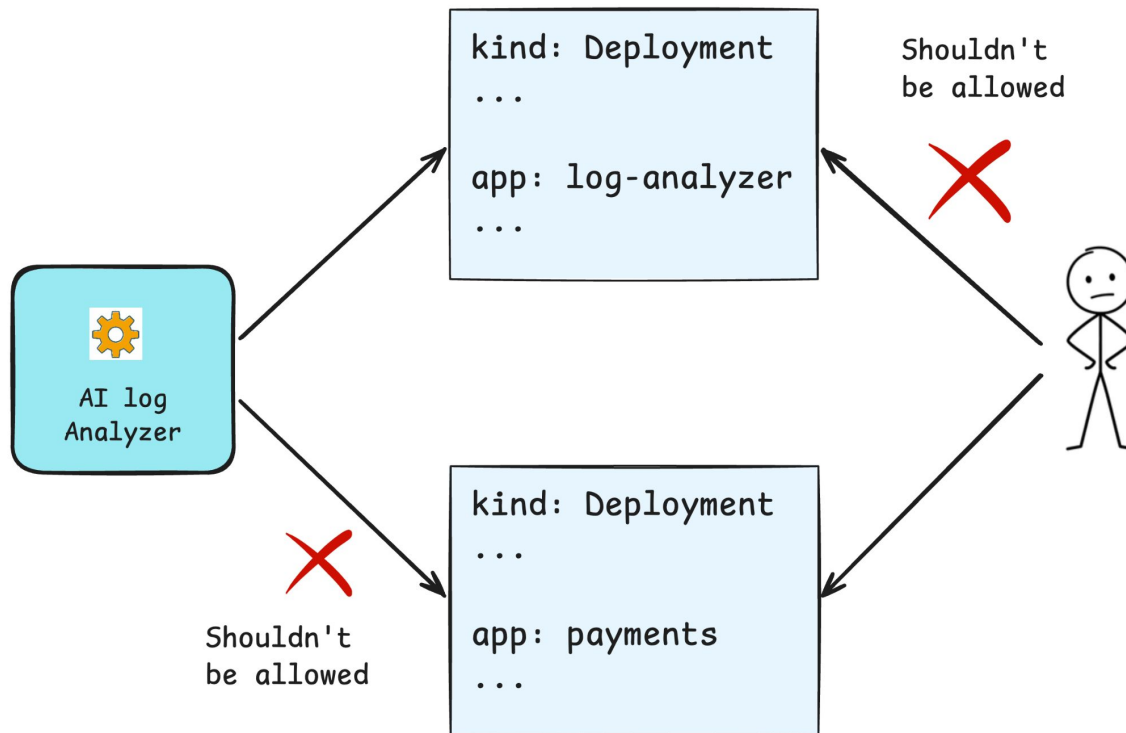 kind: Deployment
...
app: log-analyzer
...
Shouldn't
be allowed
AI log
Analyzer
kind: Deployment
...
app: payments
...
Shouldn't
be allowed